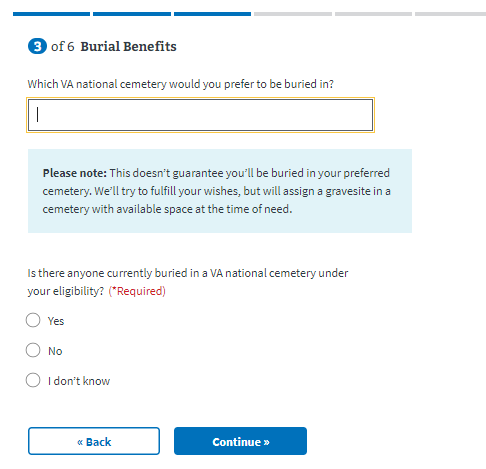 3 of 6 Burial Benefits
Which VA national cemetery would you prefer to be buried in?
Please note: This doesn't guarantee you'll be buried in your preferred
cemetery. We'll try to fulfill your wishes, but will assign a gravesite in a
cemetery with available space at the time of need.
Is there anyone currently buried in a VA national cemetery under
your eligibility? (*Required)
Yes
No
I don't know
« Back
Continue »